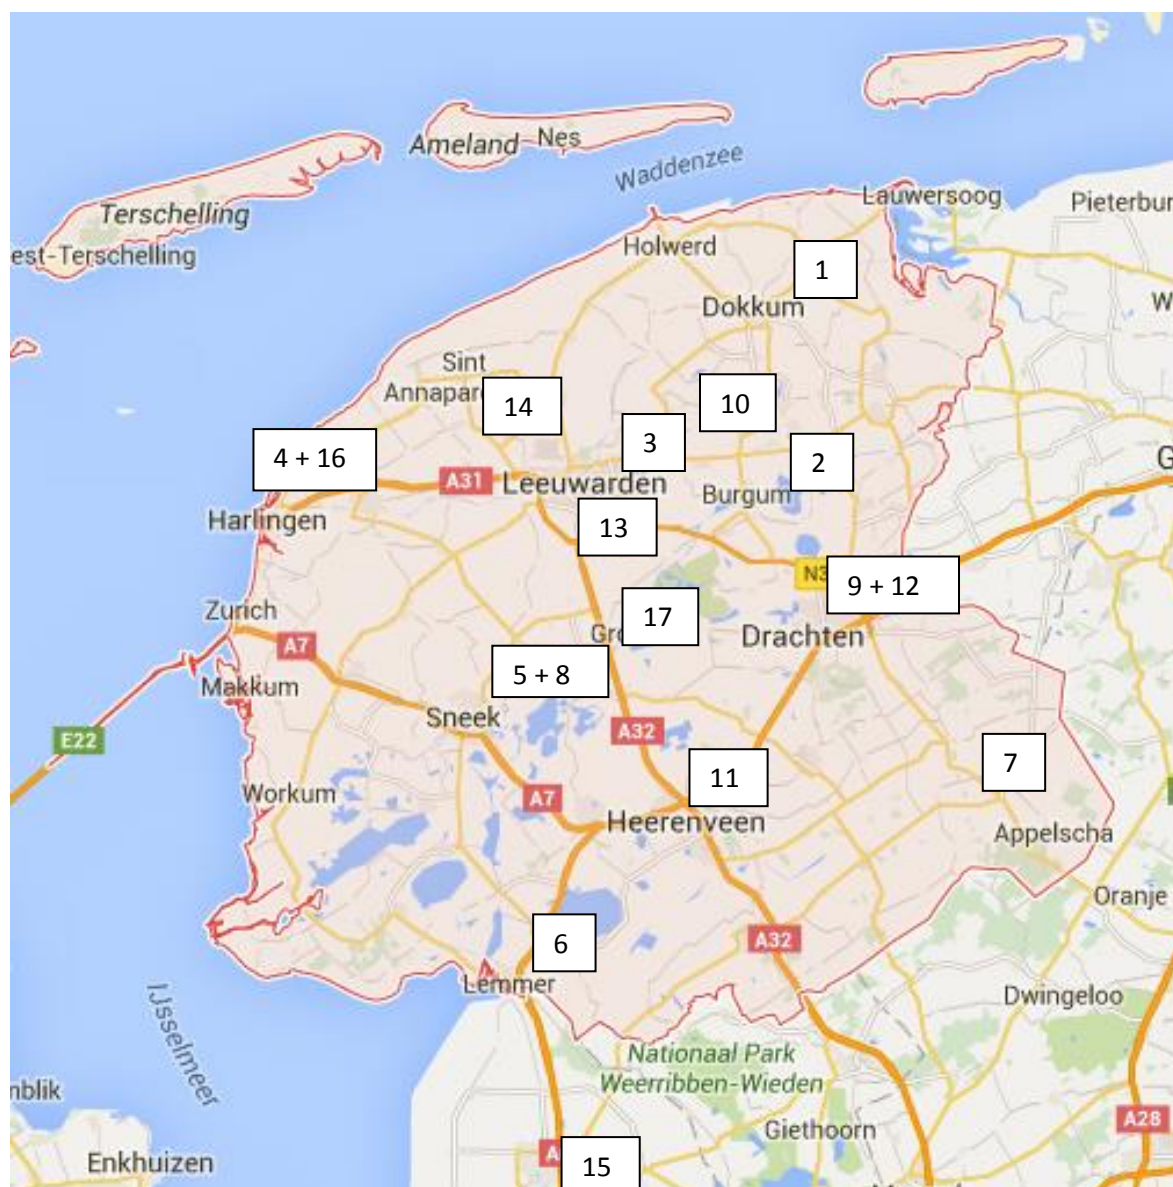 Ameland
Nes
Waddenzee
Terschelling
est-Terschelling
Lauwersoog
Pieterbur
Holwerd
1
Dokkum
W
Sint
Annapar
14
10
3
4 + 16
2
G
A31
Leeuwarden
Burgum
Harlingen
13
N3
9 + 12
Zurich
17
Gro
Drachten
A7
5 + 8
Makkum
Sneek
A32
E22
7
11
Workum
A7
Heerenveen
Appelscha
Oranje
6
A32
Lemmer
IJsselmeer
Dwingeloo
Nationaal Park
Weerribben-Wieden
nblik
A28
Giethoorn
A
Enkhuizen
15